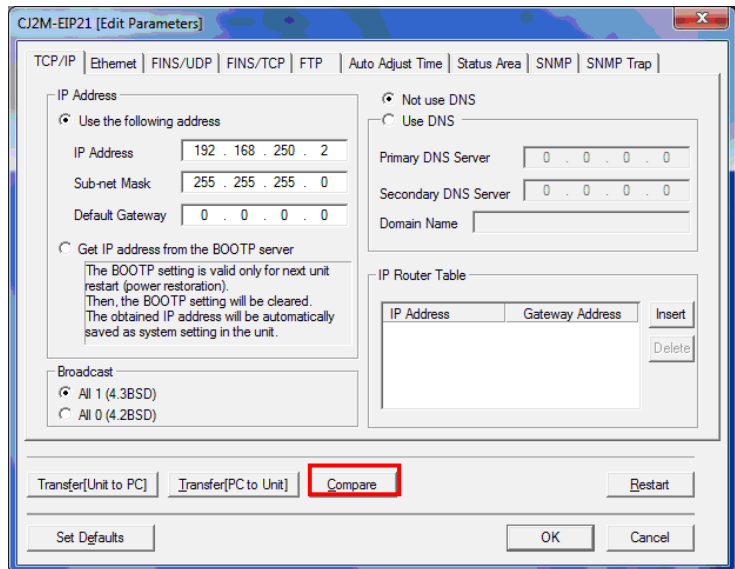 CJ2M-EIP21 [Edit Parameters]
TCP/IP
Ethernet
FINS/UDP
FINS/TCP
FTP
Auto Adjust Time
Status Area
SNMP
SNMP Trap
IP Address
Use the following address
IP Address 192 . 168 . 250 . 2
Sub-net Mask 255 . 255 . 255 . 0
Default Gateway 0 . 0 . 0 . 0
Get IP address from the BOOTP server
The BOOTP setting is valid only for next unit
restart (power restoration).
Then, the BOOTP setting will be cleared.
The obtained IP address will be automatically
saved as system setting in the unit.
Broadcast
All 1 (4.3BSD)
All 0 (4.2BSD)
Not use DNS
Use DNS
Primary DNS Server 0 . 0 . 0 . 0
Secondary DNS Server 0 . 0 . 0 . 0
Domain Name
IP Router Table
IP Address Gateway Address
Insert
Delete
Transfer[Unit to PC]
Transfer[PC to Unit]
Compare
Restart
Set Defaults
OK
Cancel